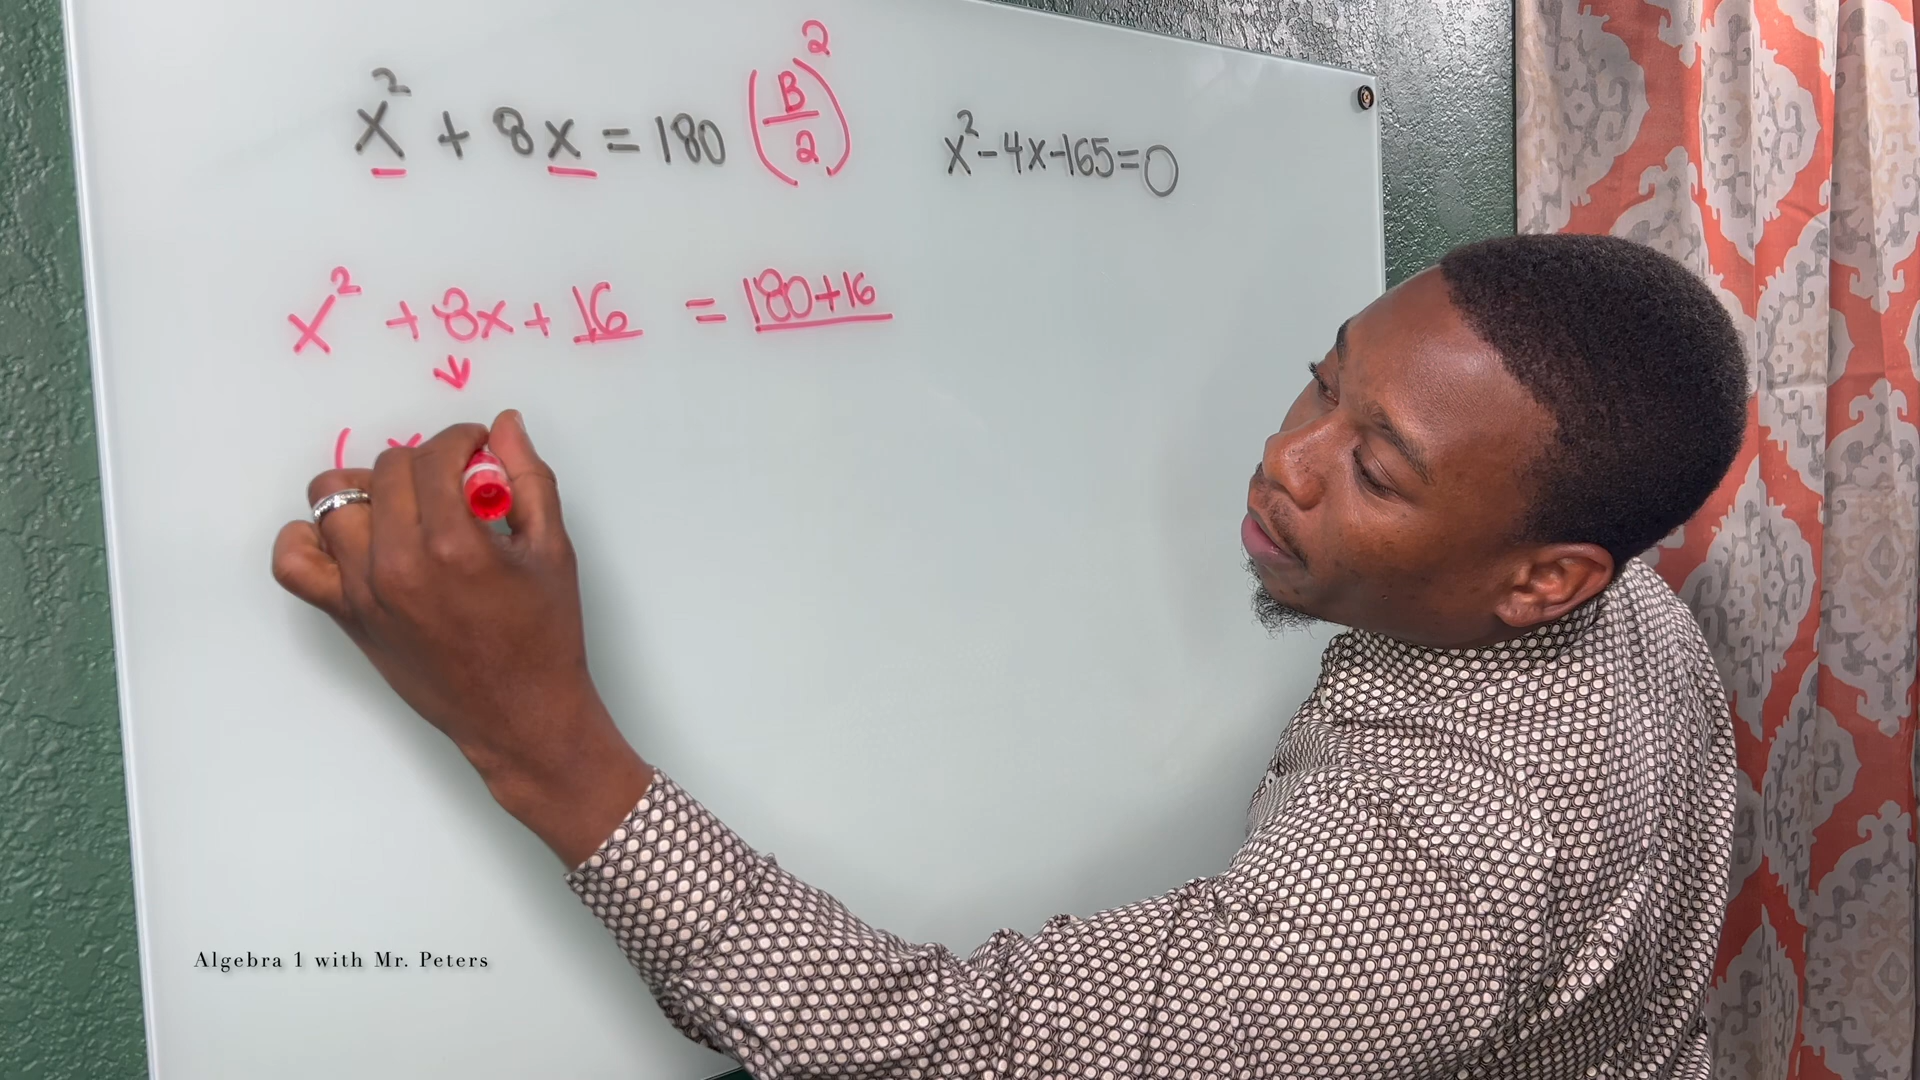 x² + 8x = 180 (B/2)²
x² - 4x - 165 = 0
x² + 8x + 16 = 180 + 16
( x
Algebra 1 with Mr. Peters